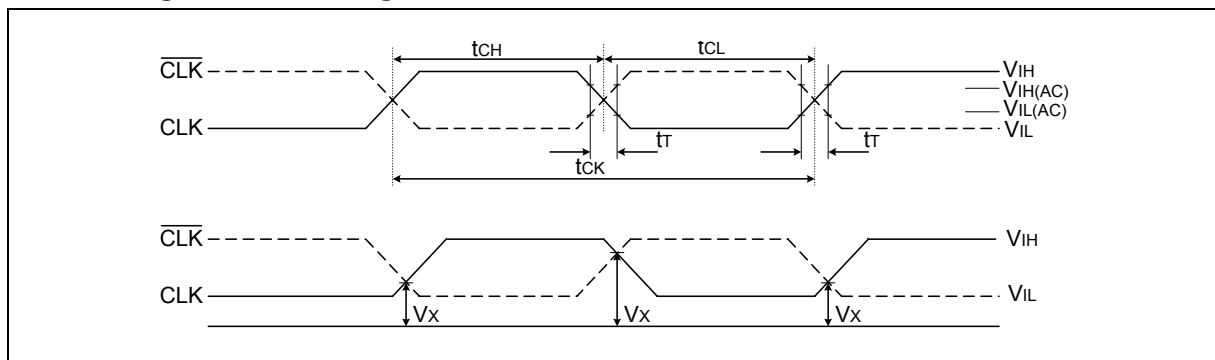 tCH tCL
CLK VIH
VIH(AC)
VIL(AC)
CLK VIL
tT tT
tCK
CLK VIH
CLK VIL
VX VX VX